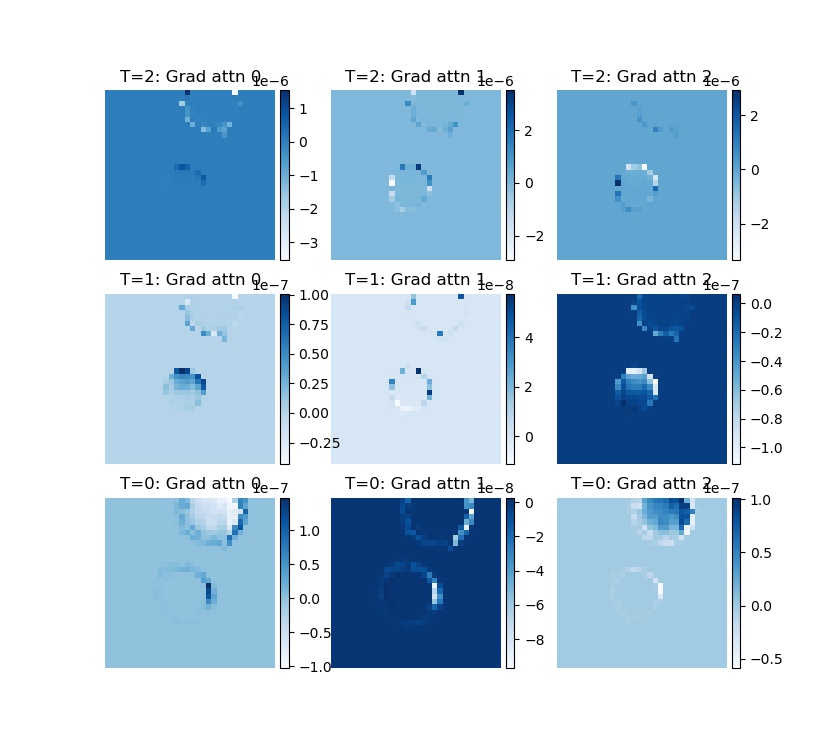 T=2: Grad attn 0
1e−6
T=2: Grad attn 1
1e−6
T=2: Grad attn 2
1e−6
1
0
−1
−2
−3
2
0
−2
2
0
−2
T=1: Grad attn 0
1e−7
T=1: Grad attn 1
1e−8
T=1: Grad attn 2
1e−7
1.00
0.75
0.50
0.25
0.00
−0.25
4
2
0
0.0
−0.2
−0.4
−0.6
−0.8
−1.0
T=0: Grad attn 0
1e−7
T=0: Grad attn 1
1e−8
T=0: Grad attn 2
1e−7
1.0
0.5
0.0
−0.5
−1.0
0
−2
−4
−6
−8
1.0
0.5
0.0
−0.5